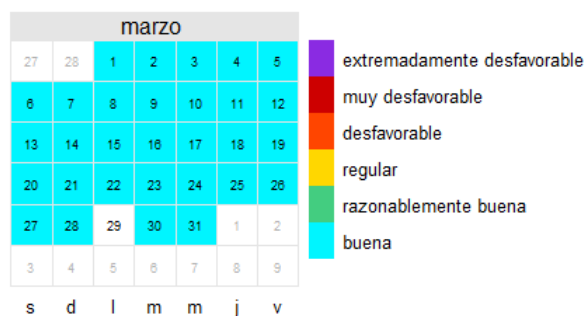 marzo
27 28 1 2 3 4 5
6 7 8 9 10 11 12
13 14 15 16 17 18 19
20 21 22 23 24 25 26
27 28 29 30 31 1 2
3 4 5 6 7 8 9
s d l m m j v
extremadamente desfavorable
muy desfavorable
desfavorable
regular
razonablemente buena
buena